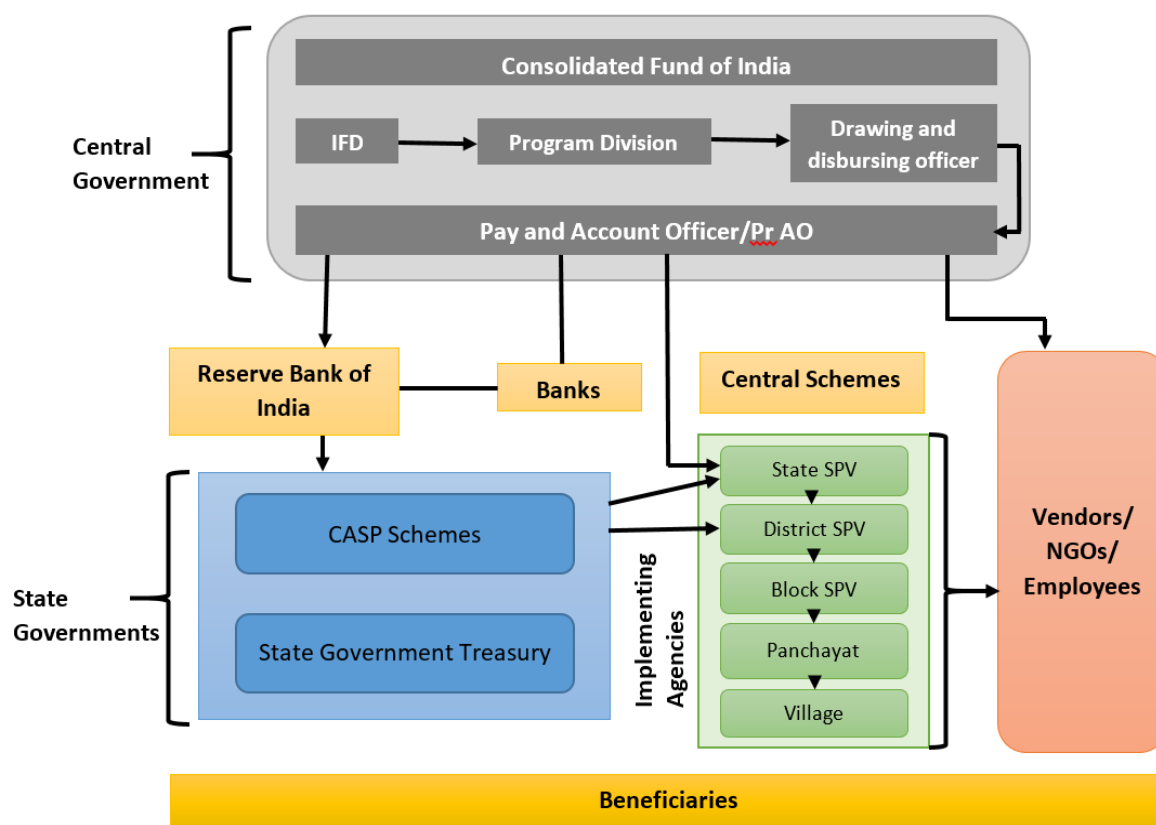 Consolidated Fund of India
Central
Government
IFD
Program Division
Drawing and
disbursing officer
Pay and Account Officer/Pr AO
Reserve Bank of
India
Banks
Central Schemes
State
Governments
CASP Schemes
State Government Treasury
Implementing
Agencies
State SPV
District SPV
Block SPV
Panchayat
Village
Vendors/
NGOs/
Employees
Beneficiaries